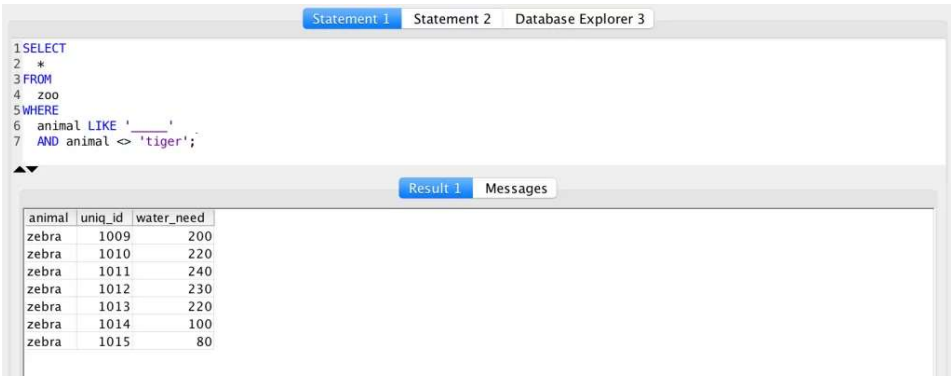 Statement 1 Statement 2 Database Explorer 3
1 SELECT
2 *
3 FROM
4 zoo
5 WHERE
6 animal LIKE '_____'
7 AND animal <> 'tiger';
Result 1 Messages
animal uniq_id water_need
zebra 1009 200
zebra 1010 220
zebra 1011 240
zebra 1012 230
zebra 1013 220
zebra 1014 100
zebra 1015 80